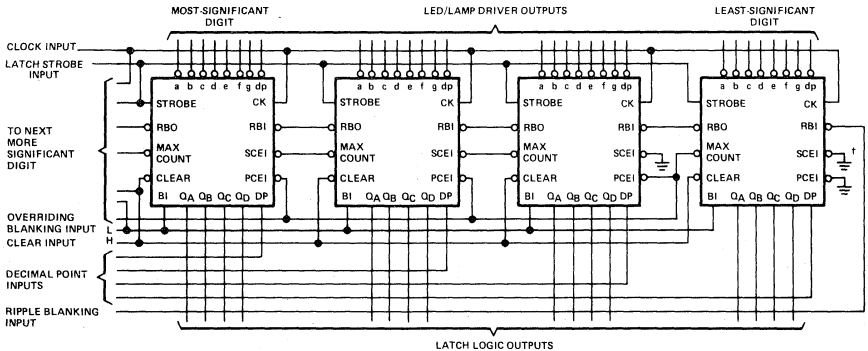 MOST-SIGNIFICANT DIGIT
LED/LAMP DRIVER OUTPUTS
LEAST-SIGNIFICANT DIGIT
CLOCK INPUT
LATCH STROBE INPUT
a b c d e f g dp
a b c d e f g dp
a b c d e f g dp
a b c d e f g dp
STROBE CK
STROBE CK
STROBE CK
STROBE CK
RBO RBI
RBO RBI
RBO RBI
RBO RBI
MAX COUNT SCEI
MAX COUNT SCEI
MAX COUNT SCEI
MAX COUNT SCEI
t
CLEAR PCEI
CLEAR PCEI
CLEAR PCEI
CLEAR PCEI
BI QA QB QC QD DP
BI QA QB QC QD DP
BI QA QB QC QD DP
BI QA QB QC QD DP
TO NEXT
MORE
SIGNIFICANT
DIGIT
OVERRIDING
BLANKING INPUT L
CLEAR INPUT H
DECIMAL POINT
INPUTS
RIPPLE BLANKING
INPUT
LATCH LOGIC OUTPUTS